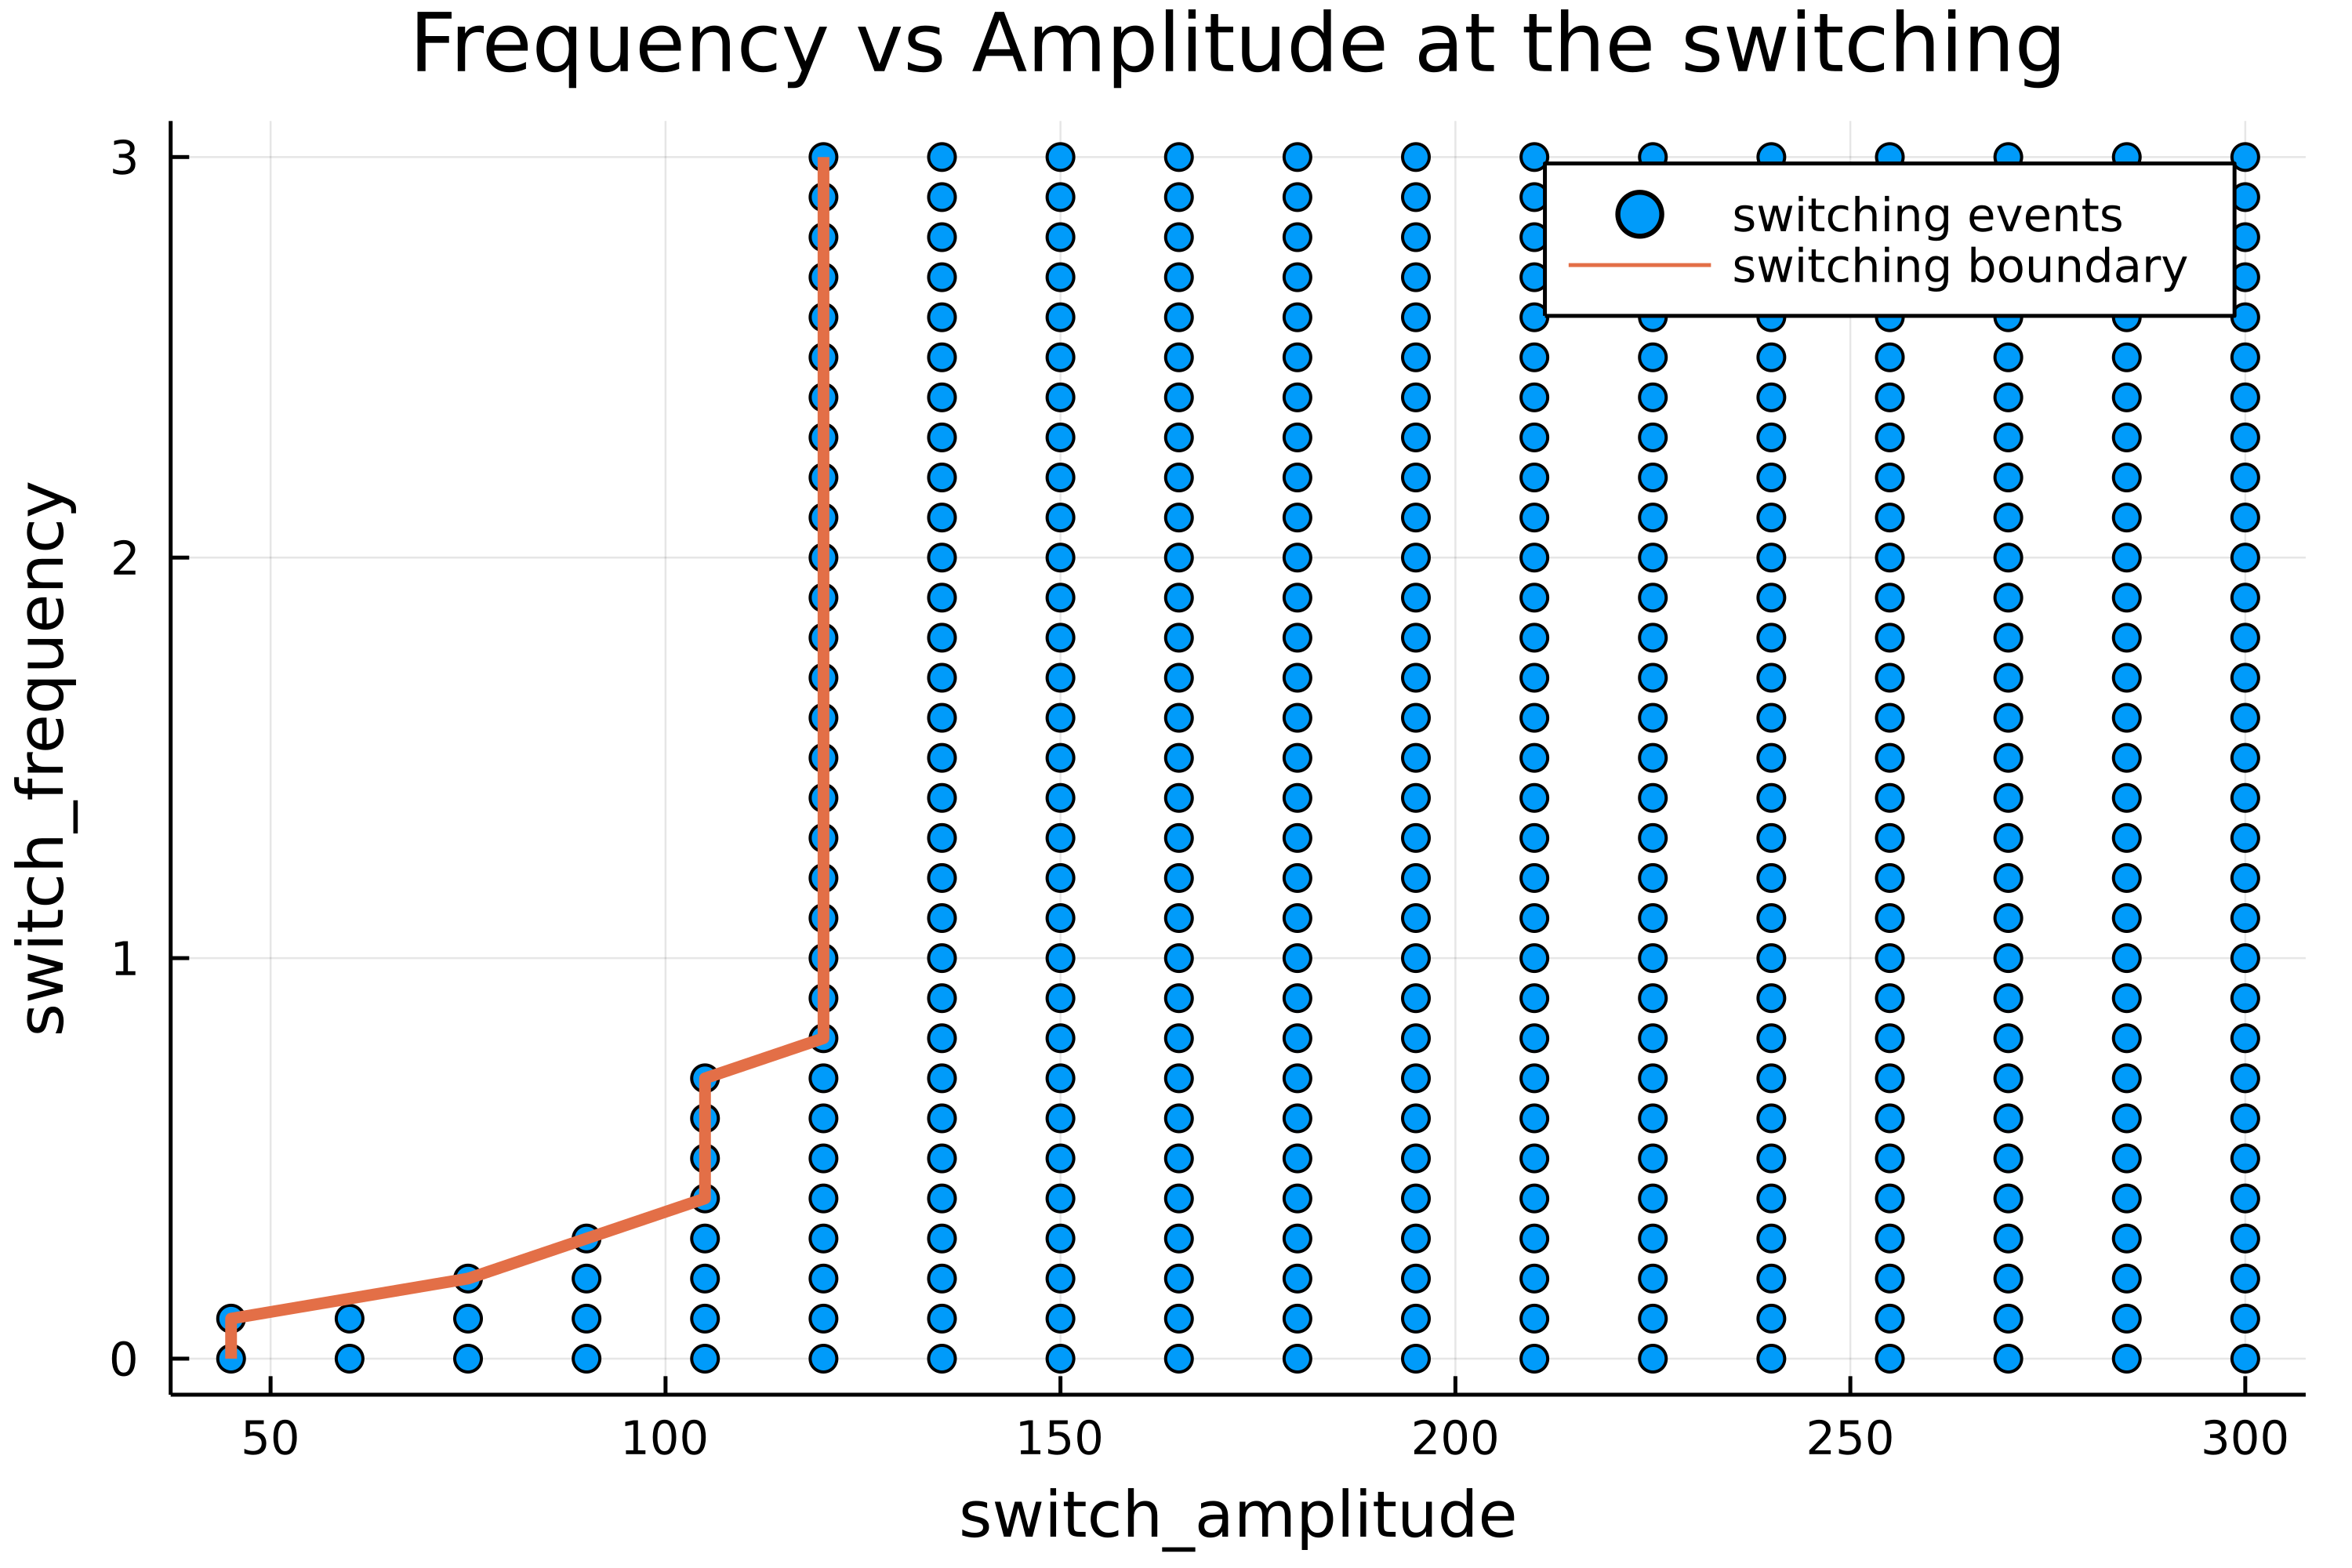 Frequency vs Amplitude at the switching
switching events
switching boundary
3
2
1
0
switch_frequency
50 100 150 200 250 300
switch_amplitude